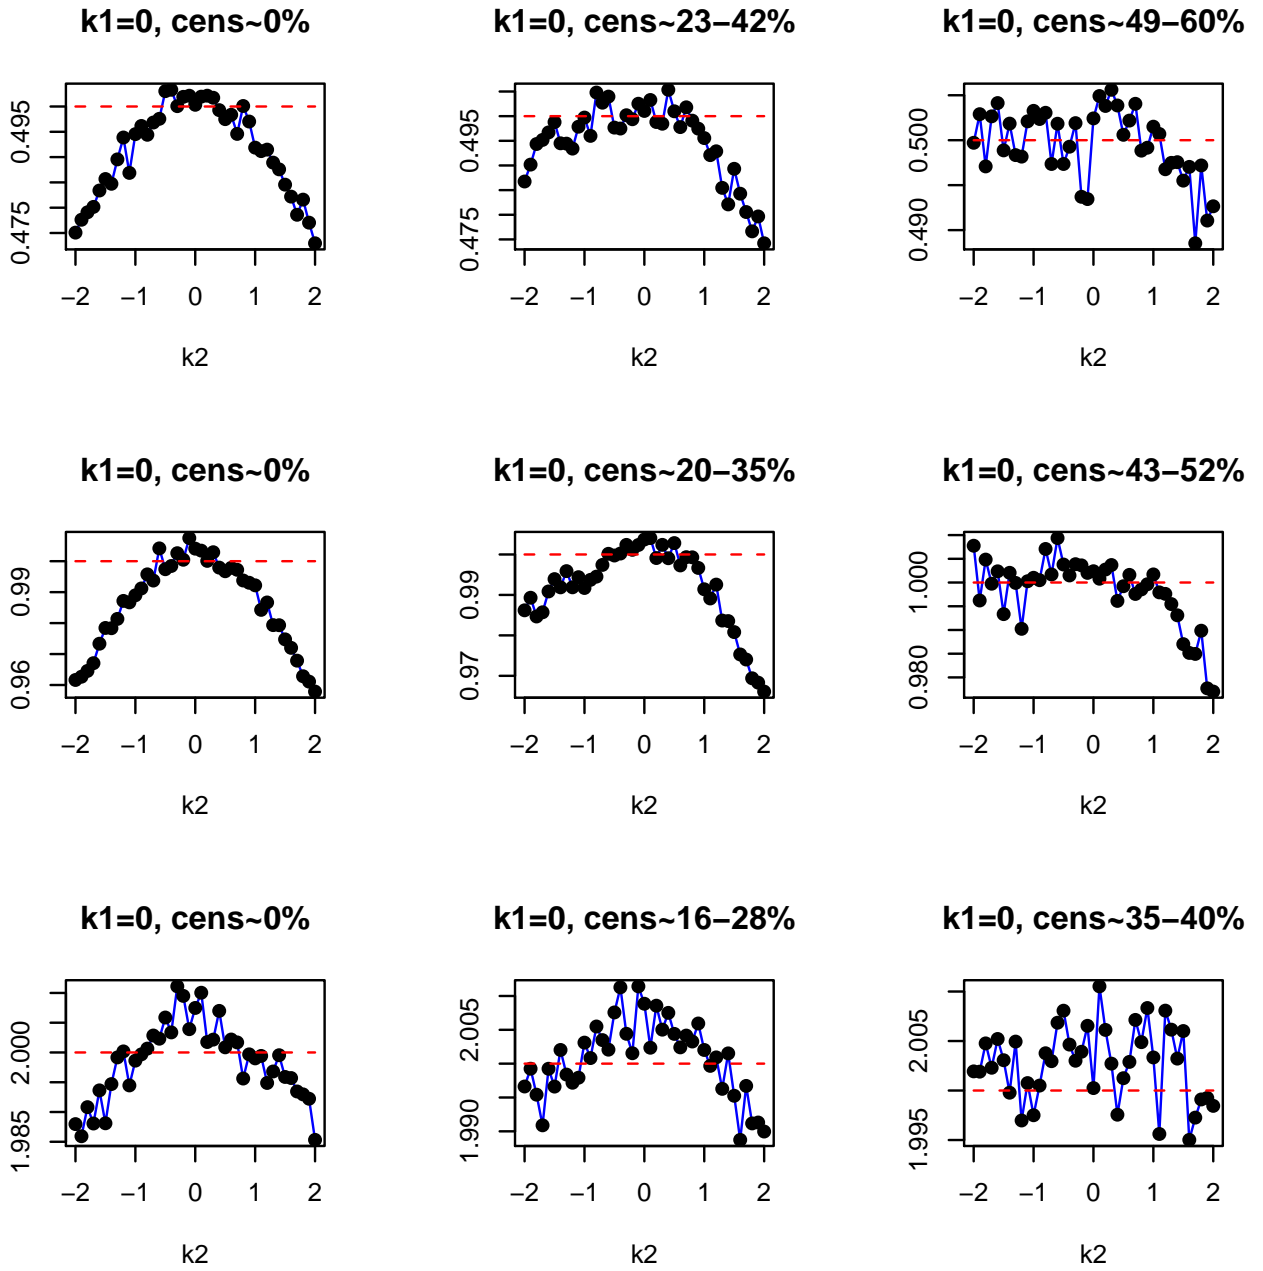 k1=0, cens~0%
k1=0, cens~23−42%
k1=0, cens~49−60%
0.495
0.475
−2 −1 0 1 2
k2
0.495
0.475
−2 −1 0 1 2
k2
0.500
0.490
−2 −1 0 1 2
k2
k1=0, cens~0%
k1=0, cens~20−35%
k1=0, cens~43−52%
0.99
0.96
−2 −1 0 1 2
k2
0.99
0.97
−2 −1 0 1 2
k2
1.000
0.980
−2 −1 0 1 2
k2
k1=0, cens~0%
k1=0, cens~16−28%
k1=0, cens~35−40%
2.000
1.985
−2 −1 0 1 2
k2
2.005
1.990
−2 −1 0 1 2
k2
2.005
1.995
−2 −1 0 1 2
k2